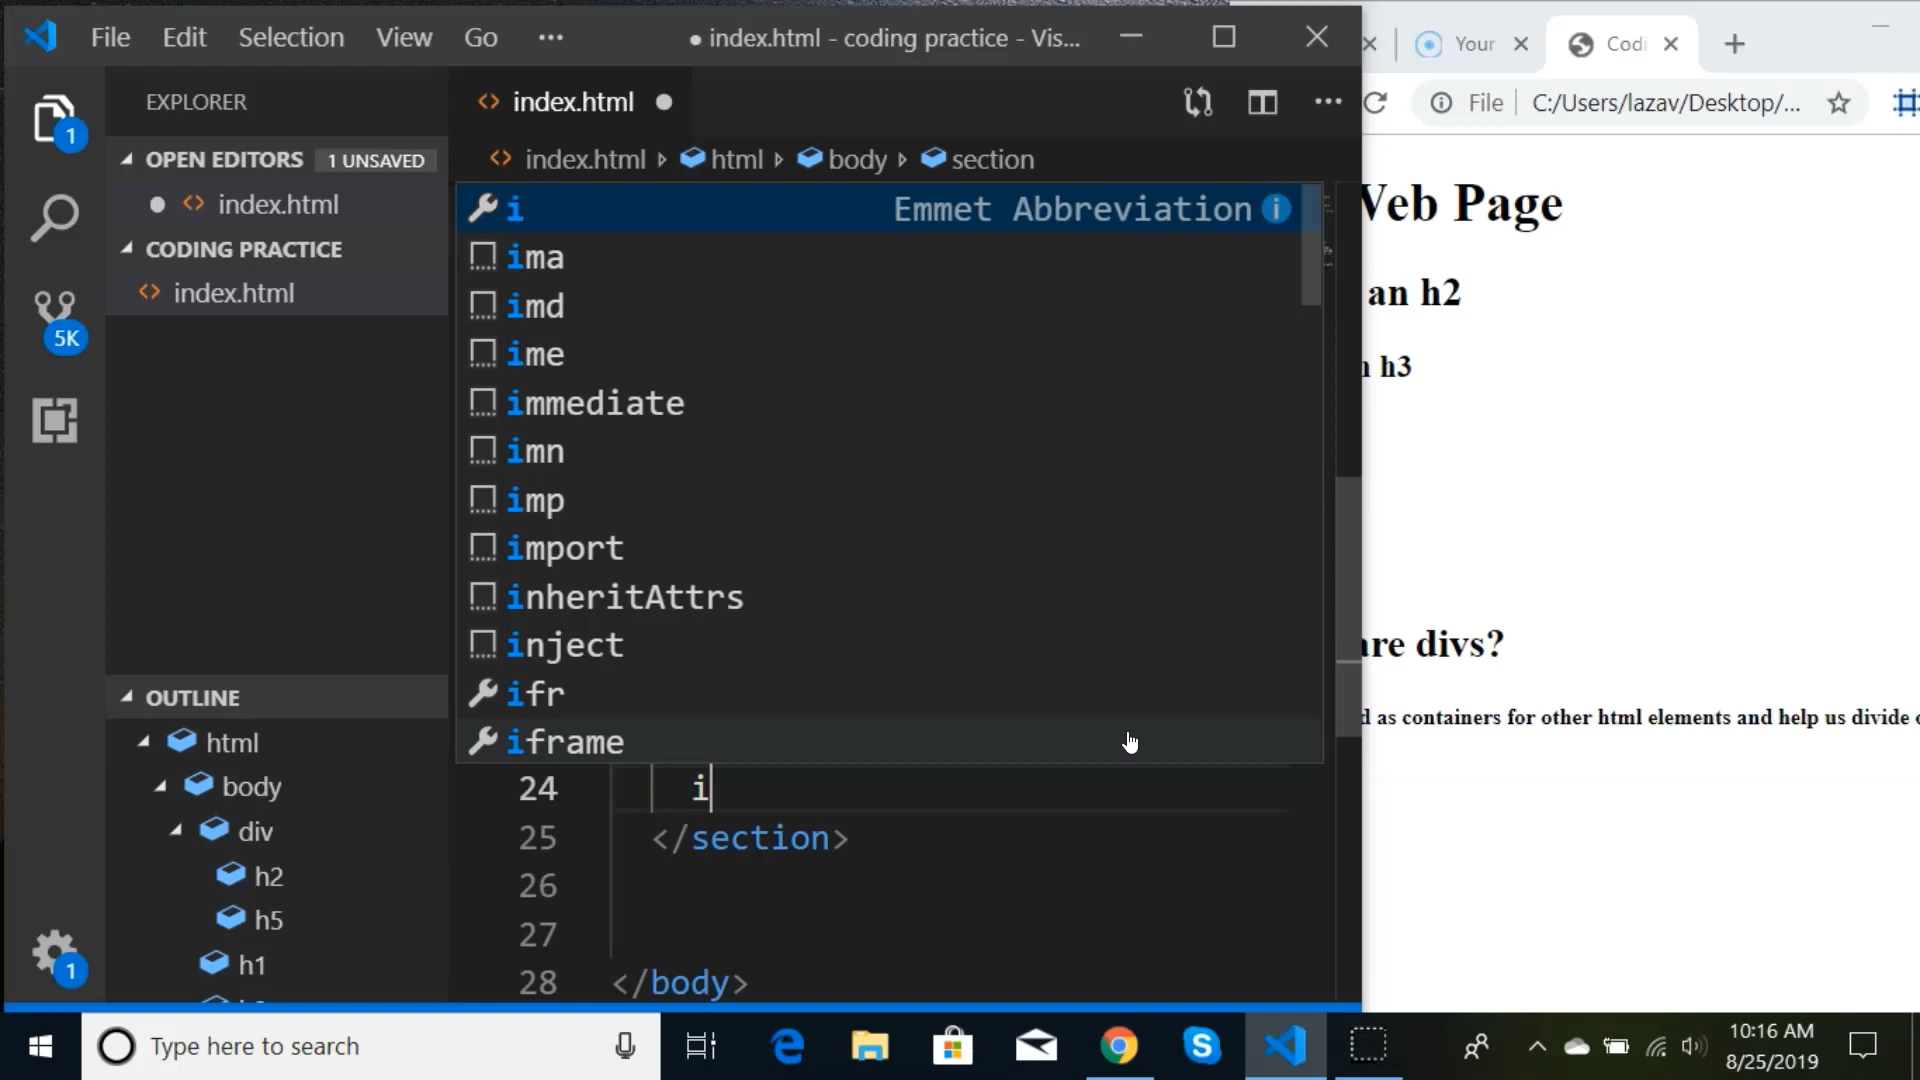 File Edit Selection View Go ••• ● index.html - coding practice - Vis...
EXPLORER
OPEN EDITORS 1 UNSAVED
● <> index.html
CODING PRACTICE
<> index.html
1
5K
1
OUTLINE
html
body
div
h2
h5
h1
<> index.html ●
<> index.html html body section
i Emmet Abbreviation
ima
imd
ime
immediate
imn
imp
import
inheritAttrs
inject
ifr
iframe
24 i
25 </section>
26
27
28 </body>
Your
Codi
File C:/Users/lazav/Desktop/...
Web Page
an h2
h3
are divs?
as containers for other html elements and help us divide
Type here to search
10:16 AM
8/25/2019